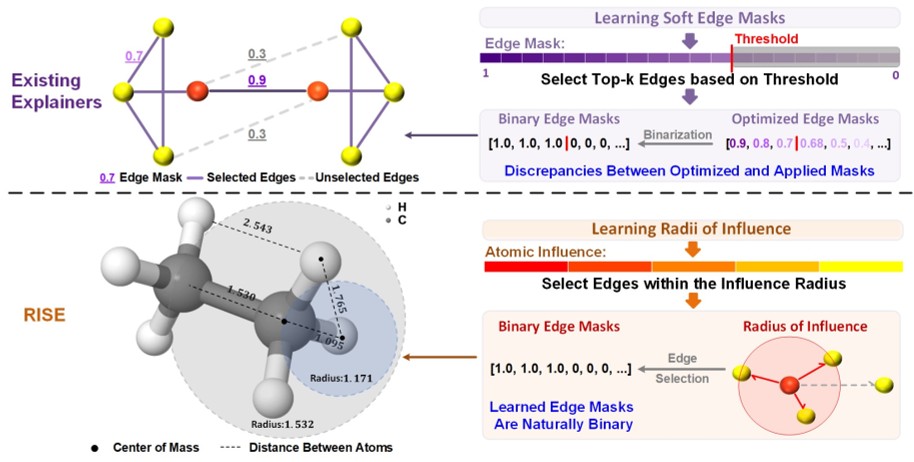 Existing
Explainers
0.7
0.3
0.9
0.3
0.7 Edge Mask Selected Edges Unselected Edges
Learning Soft Edge Masks
Edge Mask:
Threshold
1
0
Select Top-k Edges based on Threshold
Binary Edge Masks
Optimized Edge Masks
[1.0, 1.0, 1.0 0, 0, 0, ...]
Binarization
[0.9, 0.8, 0.7 0.68, 0.5, 0.4, ...]
Discrepancies Between Optimized and Applied Masks
RISE
H
C
2.543
1.530
1.765
1.095
Radius:1.171
Radius:1.532
Center of Mass Distance Between Atoms
Learning Radii of Influence
Atomic Influence:
Select Edges within the Influence Radius
Binary Edge Masks
Radius of Influence
[1.0, 1.0, 1.0, 0, 0, 0, ...]
Edge
Selection
Learned Edge Masks
Are Naturally Binary